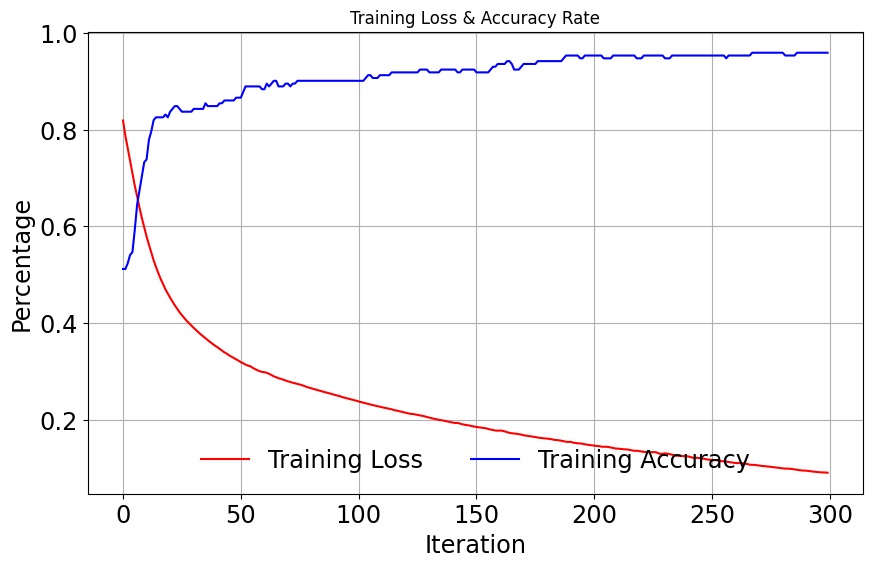 Training Loss & Accuracy Rate
1.0
0.8
0.6
0.4
0.2
Percentage
Training Loss Training Accuracy
0 50 100 150 200 250 300
Iteration